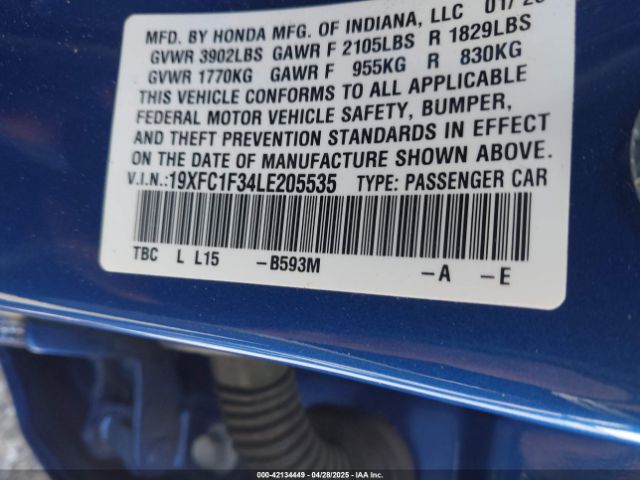 MFD. BY HONDA MFG. OF INDIANA, LLC 01/20
GVWR 3902LBS GAWR F 2105LBS R 1829LBS
GVWR 1770KG GAWR F 955KG R 830KG
THIS VEHICLE CONFORMS TO ALL APPLICABLE
FEDERAL MOTOR VEHICLE SAFETY, BUMPER,
AND THEFT PREVENTION STANDARDS IN EFFECT
ON THE DATE OF MANUFACTURE SHOWN ABOVE.
V.I.N.:19XFC1F34LE205535 TYPE: PASSENGER CAR
TBC L L15 -B593M -A -E
000-42134449 04/28/2025 - © IAA, Inc.